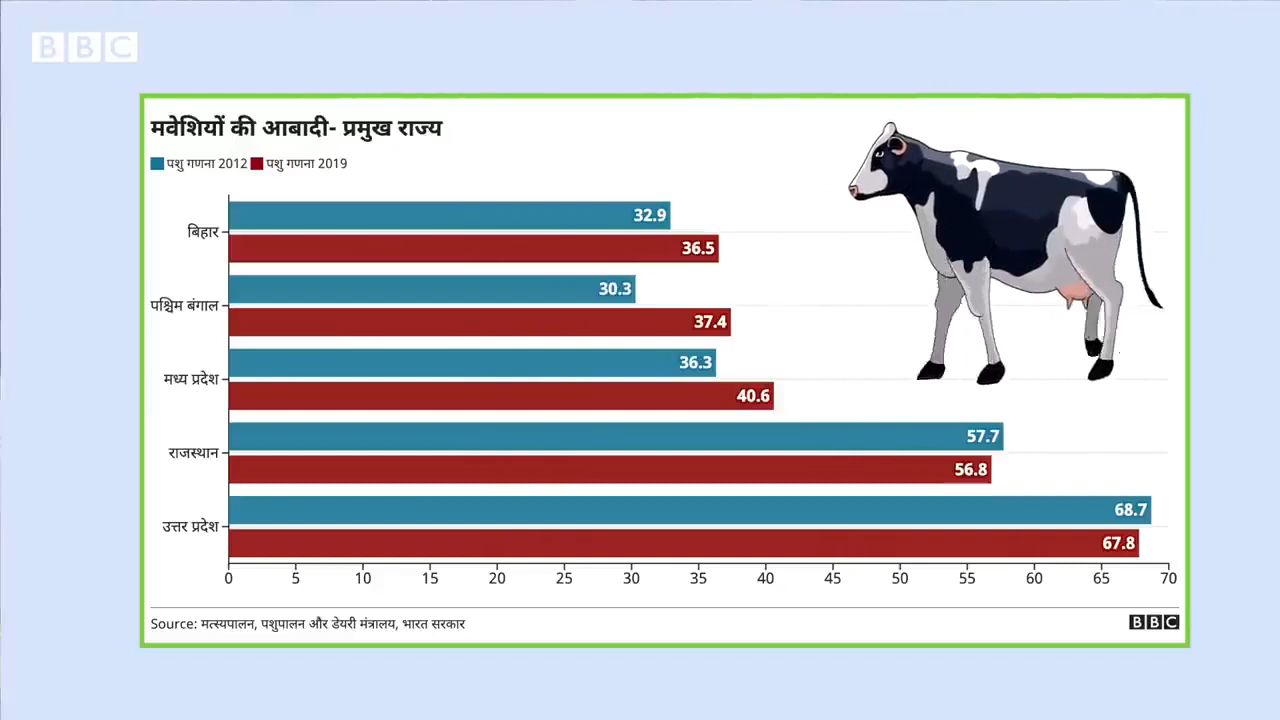 BBC
मवेशियों की आबादी- प्रमुख राज्य
पशु गणना 2012 पशु गणना 2019
बिहार
32.9
36.5
पश्चिम बंगाल
30.3
37.4
मध्य प्रदेश
36.3
40.6
राजस्थान
57.7
56.8
उत्तर प्रदेश
68.7
67.8
0 5 10 15 20 25 30 35 40 45 50 55 60 65 70
Source: मत्स्यपालन, पशुपालन और डेयरी मंत्रालय, भारत सरकार
BBC